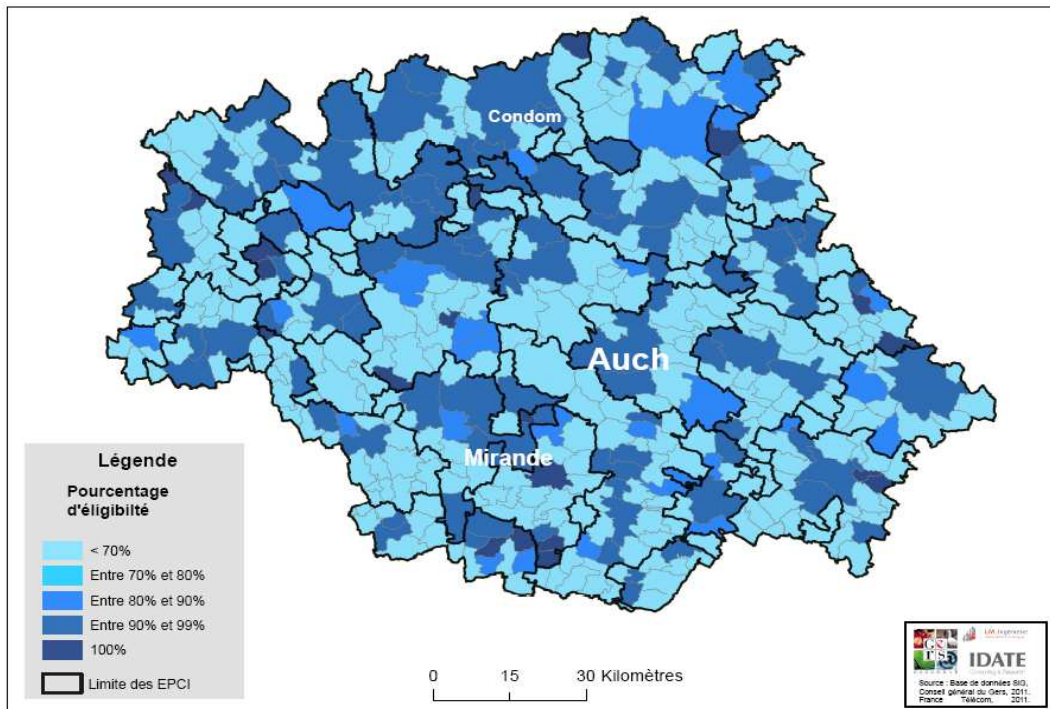 Condom
Auch
Mirande
Légende
Pourcentage
d'éligibilté
< 70%
Entre 70% et 80%
Entre 80% et 90%
Entre 90% et 99%
100%
Limite des EPCI
0 15 30 Kilomètres
IDATE
Source : Base de données SIG,
Conseil général du Gers, 2011.
France Télécom, 2011.